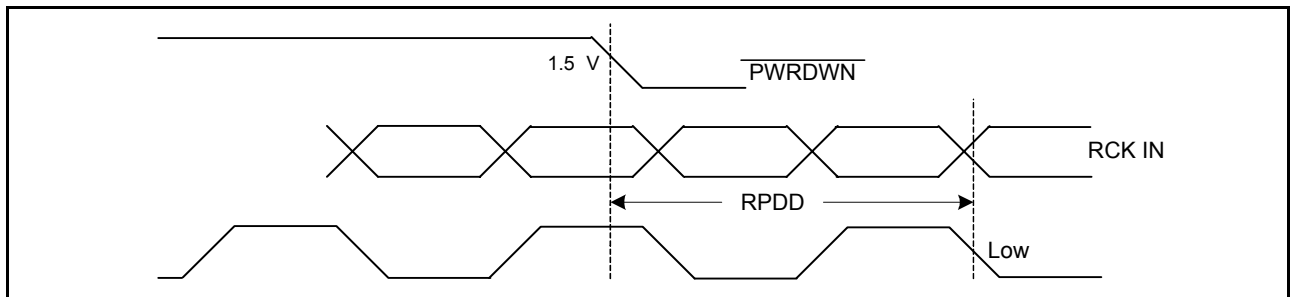 1.5 V
PWRDWN
RCK IN
RPDD
Low